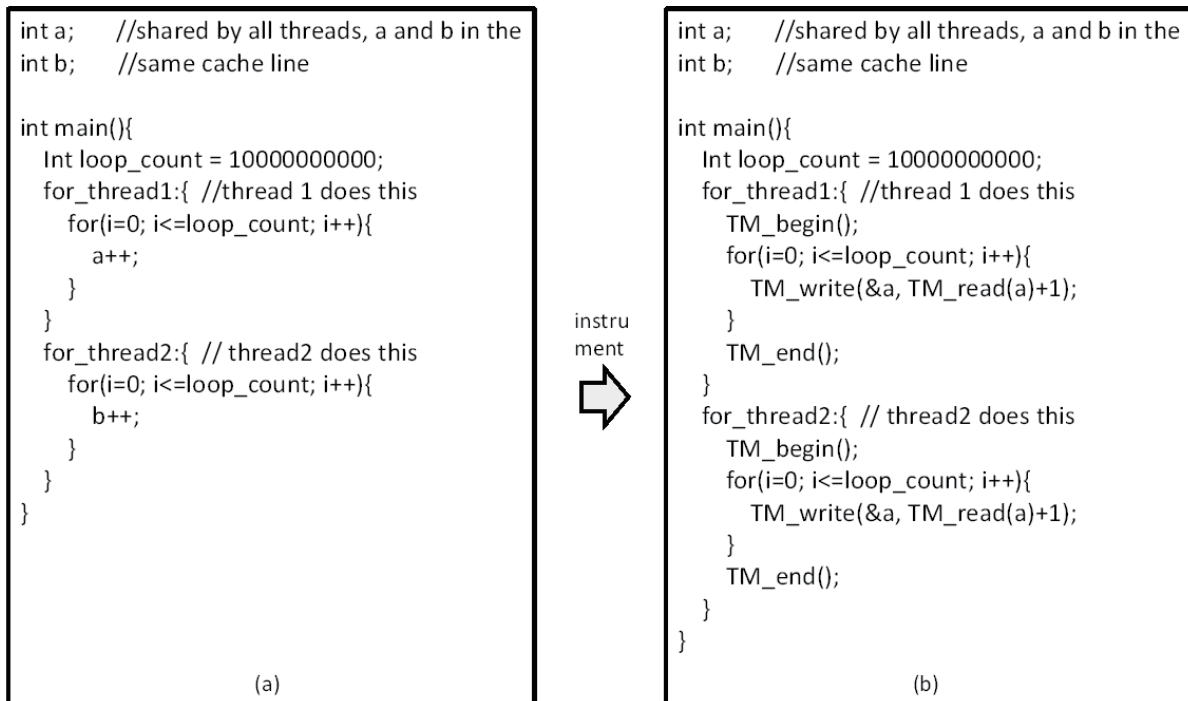 int a;     //shared by all threads, a and b in the
int b;     //same cache line
int main(){
Int loop_count = 10000000000;
for_thread1:{  //thread 1 does this
for(i=0; i<=loop_count; i++){
a++;
}
}
for_thread2:{  // thread2 does this
for(i=0; i<=loop_count; i++){
b++;
}
}
}
(a)
instru
ment
int a;     //shared by all threads, a and b in the
int b;     //same cache line
int main(){
Int loop_count = 10000000000;
for_thread1:{  //thread 1 does this
TM_begin();
for(i=0; i<=loop_count; i++){
TM_write(&a, TM_read(a)+1);
}
TM_end();
}
for_thread2:{  // thread2 does this
TM_begin();
for(i=0; i<=loop_count; i++){
TM_write(&a, TM_read(a)+1);
}
TM_end();
}
}
(b)